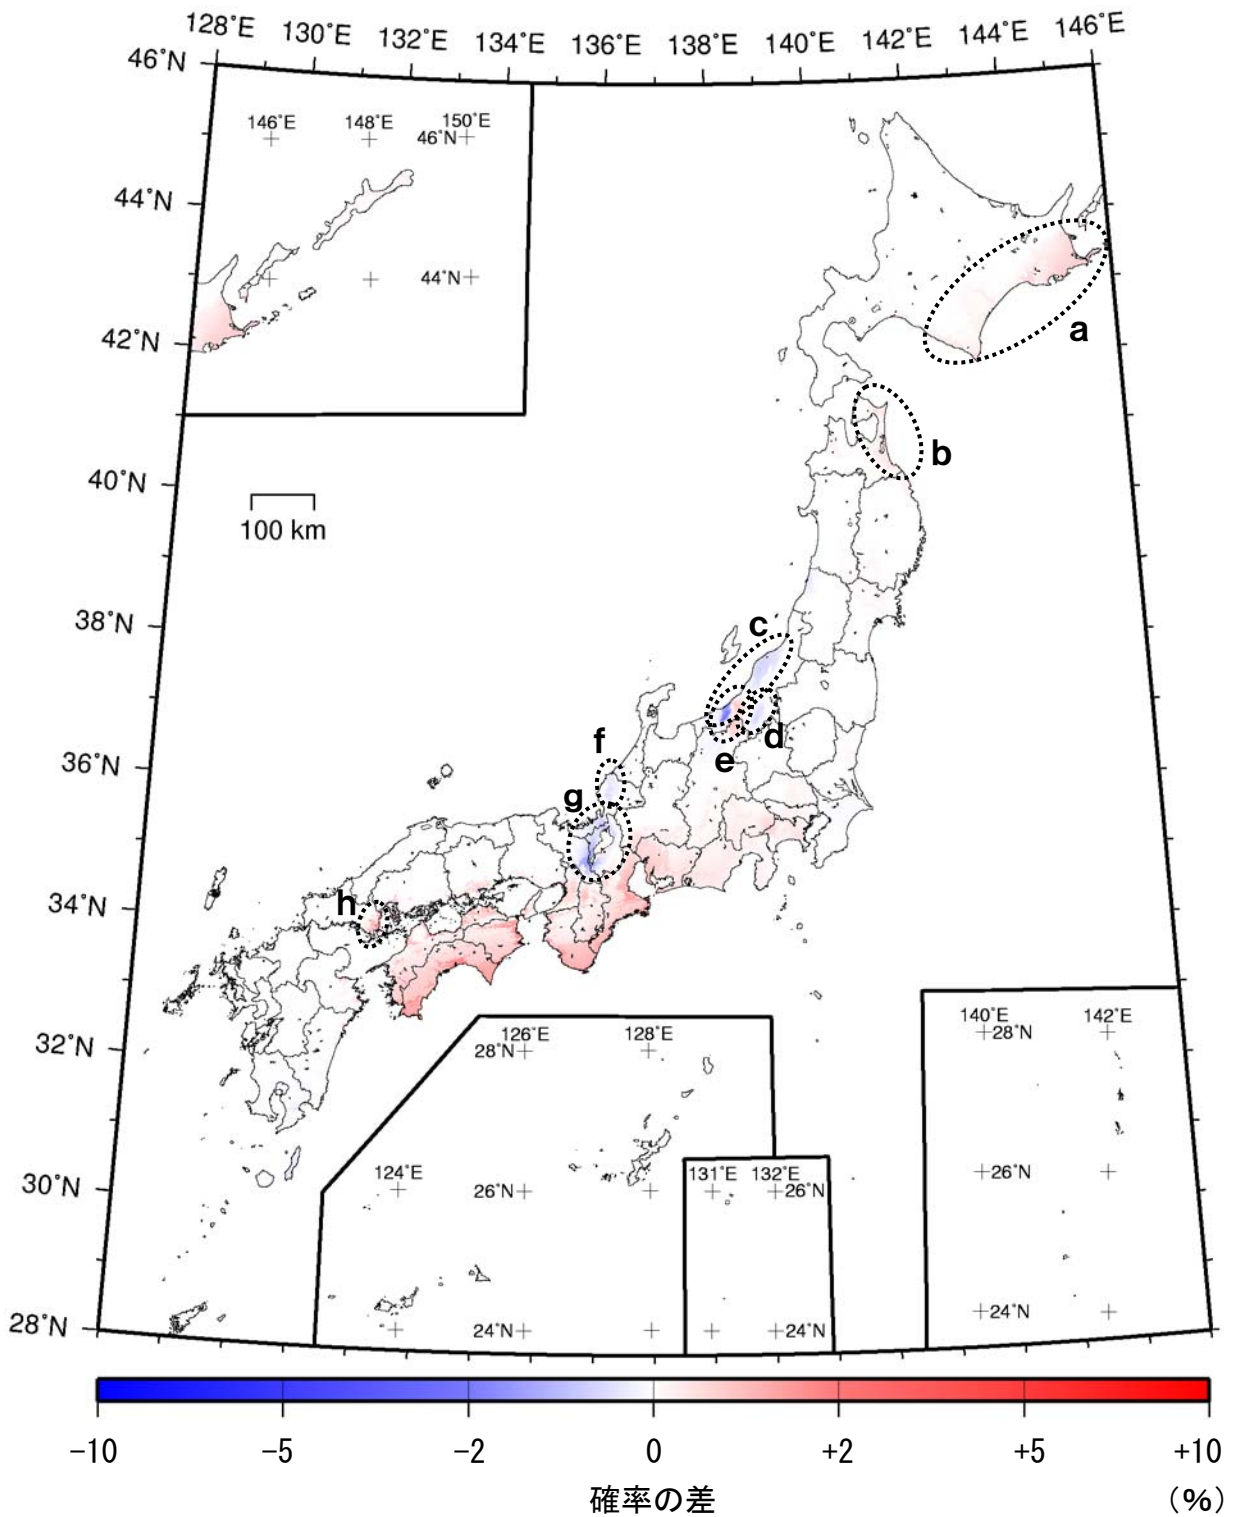 128°E 130°E 132°E 134°E 136°E 138°E 140°E 142°E 144°E 146°E
46°N
146°E 148°E 150°E
46°N
44°N
44°N
42°N
a
b
40°N
100 km
38°N
c
d
e
36°N
f
g
34°N
h
32°N
126°E 128°E
28°N
140°E 142°E
28°N
30°N
124°E
26°N
131°E 132°E
26°N
26°N
28°N
24°N
24°N
24°N
-10 -5 -2 0 +2 +5 +10
確率の差 （%）